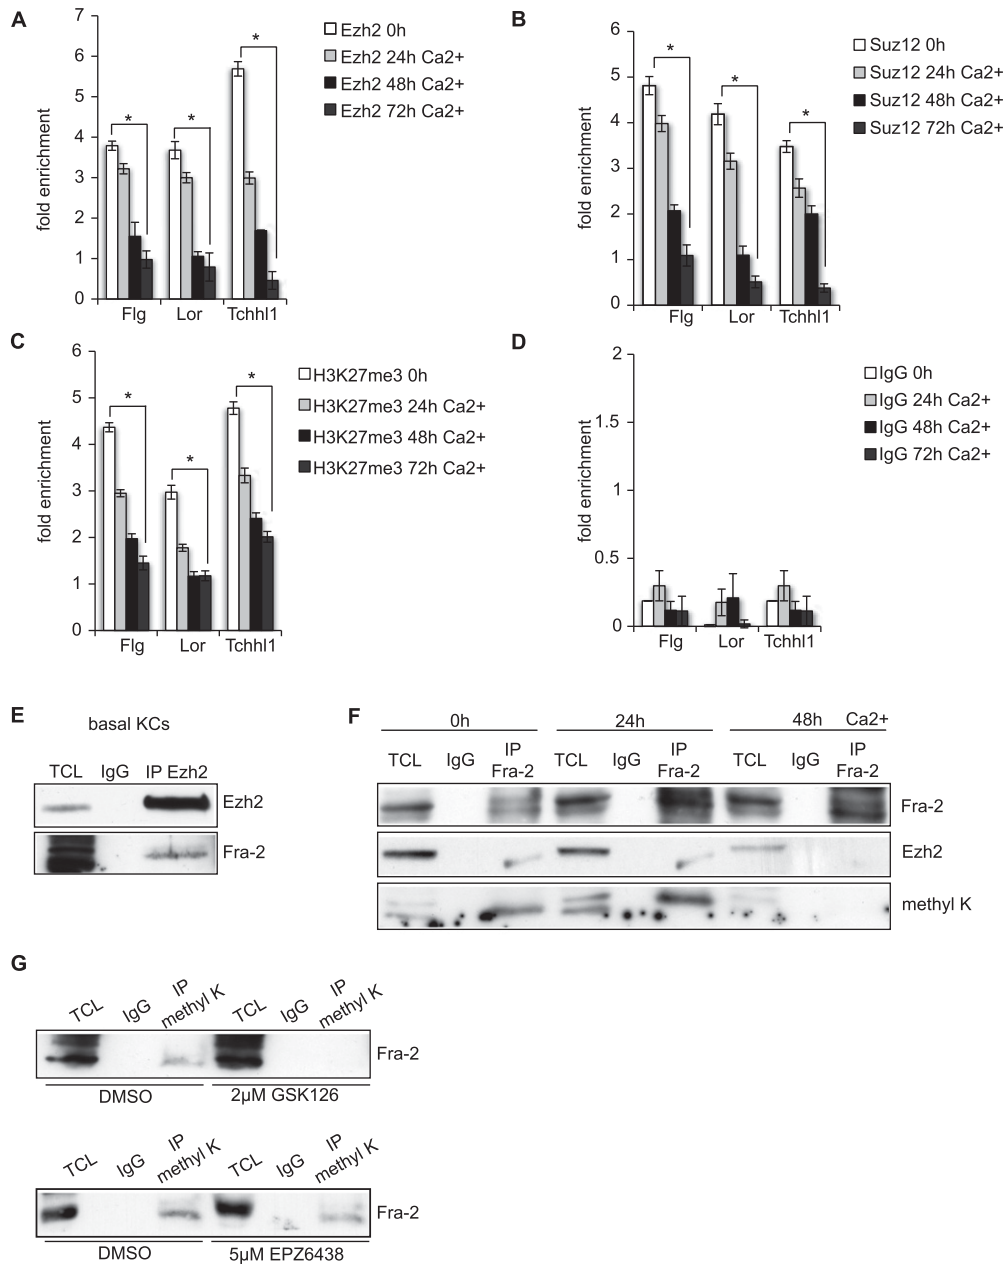 A
7
6
5
4
3
2
1
0
fold enrichment
*
*
*
Flg
Lor
Tchhl1
Ezh2 0h
Ezh2 24h Ca2+
Ezh2 48h Ca2+
Ezh2 72h Ca2+
B
6
5
4
3
2
1
0
fold enrichment
*
*
*
Flg
Lor
Tchhl1
Suz12 0h
Suz12 24h Ca2+
Suz12 48h Ca2+
Suz12 72h Ca2+
C
6
5
4
3
2
1
0
fold enrichment
*
*
*
Flg
Lor
Tchhl1
H3K27me3 0h
H3K27me3 24h Ca2+
H3K27me3 48h Ca2+
H3K27me3 72h Ca2+
D
2
1.5
1
0.5
0
fold enrichment
Flg
Lor
Tchhl1
IgG 0h
IgG 24h Ca2+
IgG 48h Ca2+
IgG 72h Ca2+
E
basal KCs
TCL IgG IP Ezh2
Ezh2
Fra-2
F
0h 24h 48h Ca2+
TCL IgG IP Fra-2 TCL IgG IP Fra-2 TCL IgG IP Fra-2
Fra-2
Ezh2
methyl K
G
TCL IgG IP methyl K TCL IgG IP methyl K
Fra-2
DMSO 2µM GSK126
TCL IgG IP methyl K TCL IgG IP methyl K
Fra-2
DMSO 5µM EPZ6438